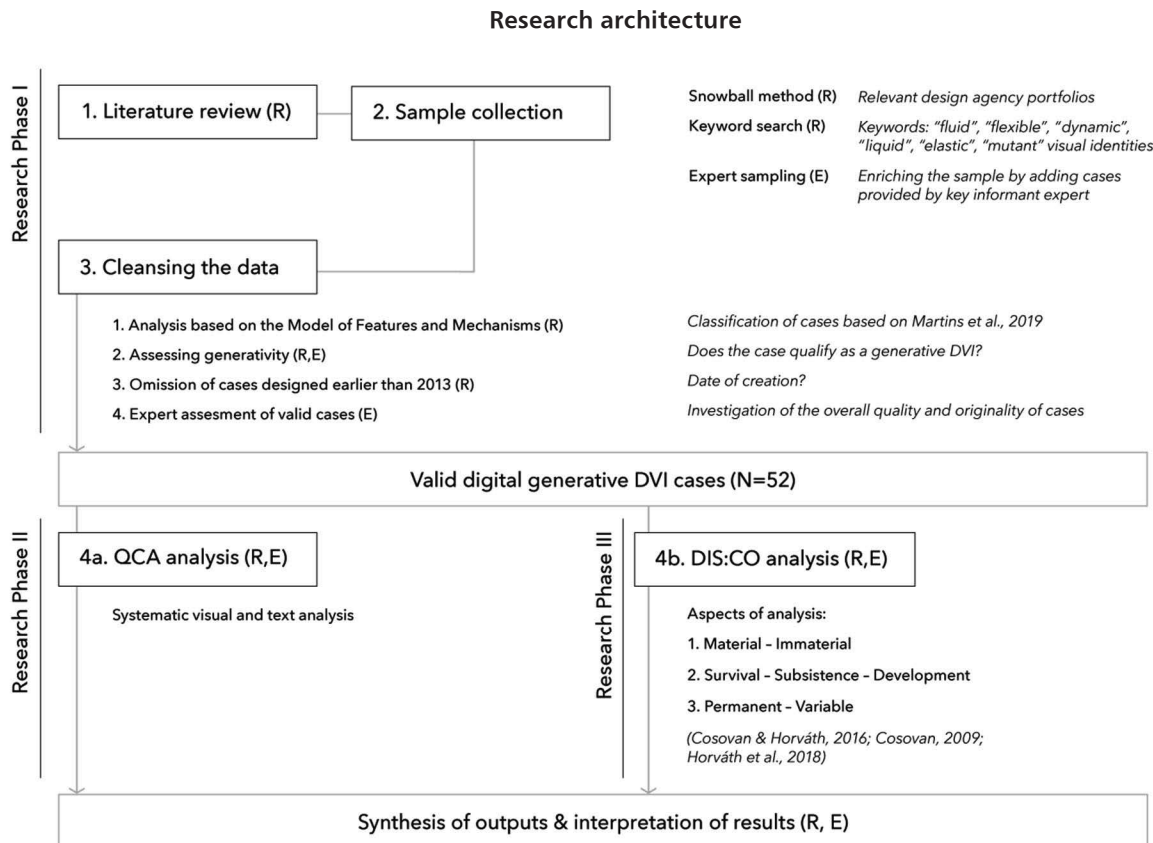 Research architecture
Research Phase I
1. Literature review (R)
2. Sample collection
Snowball method (R)
Relevant design agency portfolios
Keyword search (R)
Keywords: “fluid”, “flexible”, “dynamic”,
“liquid”, “elastic”, “mutant” visual identities
Expert sampling (E)
Enriching the sample by adding cases
provided by key informant expert
3. Cleansing the data
1. Analysis based on the Model of Features and Mechanisms (R)
Classification of cases based on Martins et al., 2019
2. Assessing generativity (R,E)
Does the case qualify as a generative DVI?
3. Omission of cases designed earlier than 2013 (R)
Date of creation?
4. Expert assesment of valid cases (E)
Investigation of the overall quality and originality of cases
Valid digital generative DVI cases (N=52)
Research Phase II
4a. QCA analysis (R,E)
Systematic visual and text analysis
Research Phase III
4b. DIS:CO analysis (R,E)
Aspects of analysis:
1. Material – Immaterial
2. Survival – Subsistence – Development
3. Permanent – Variable
(Cosovan & Horváth, 2016; Cosovan, 2009;
Horváth et al., 2018)
Synthesis of outputs & interpretation of results (R, E)